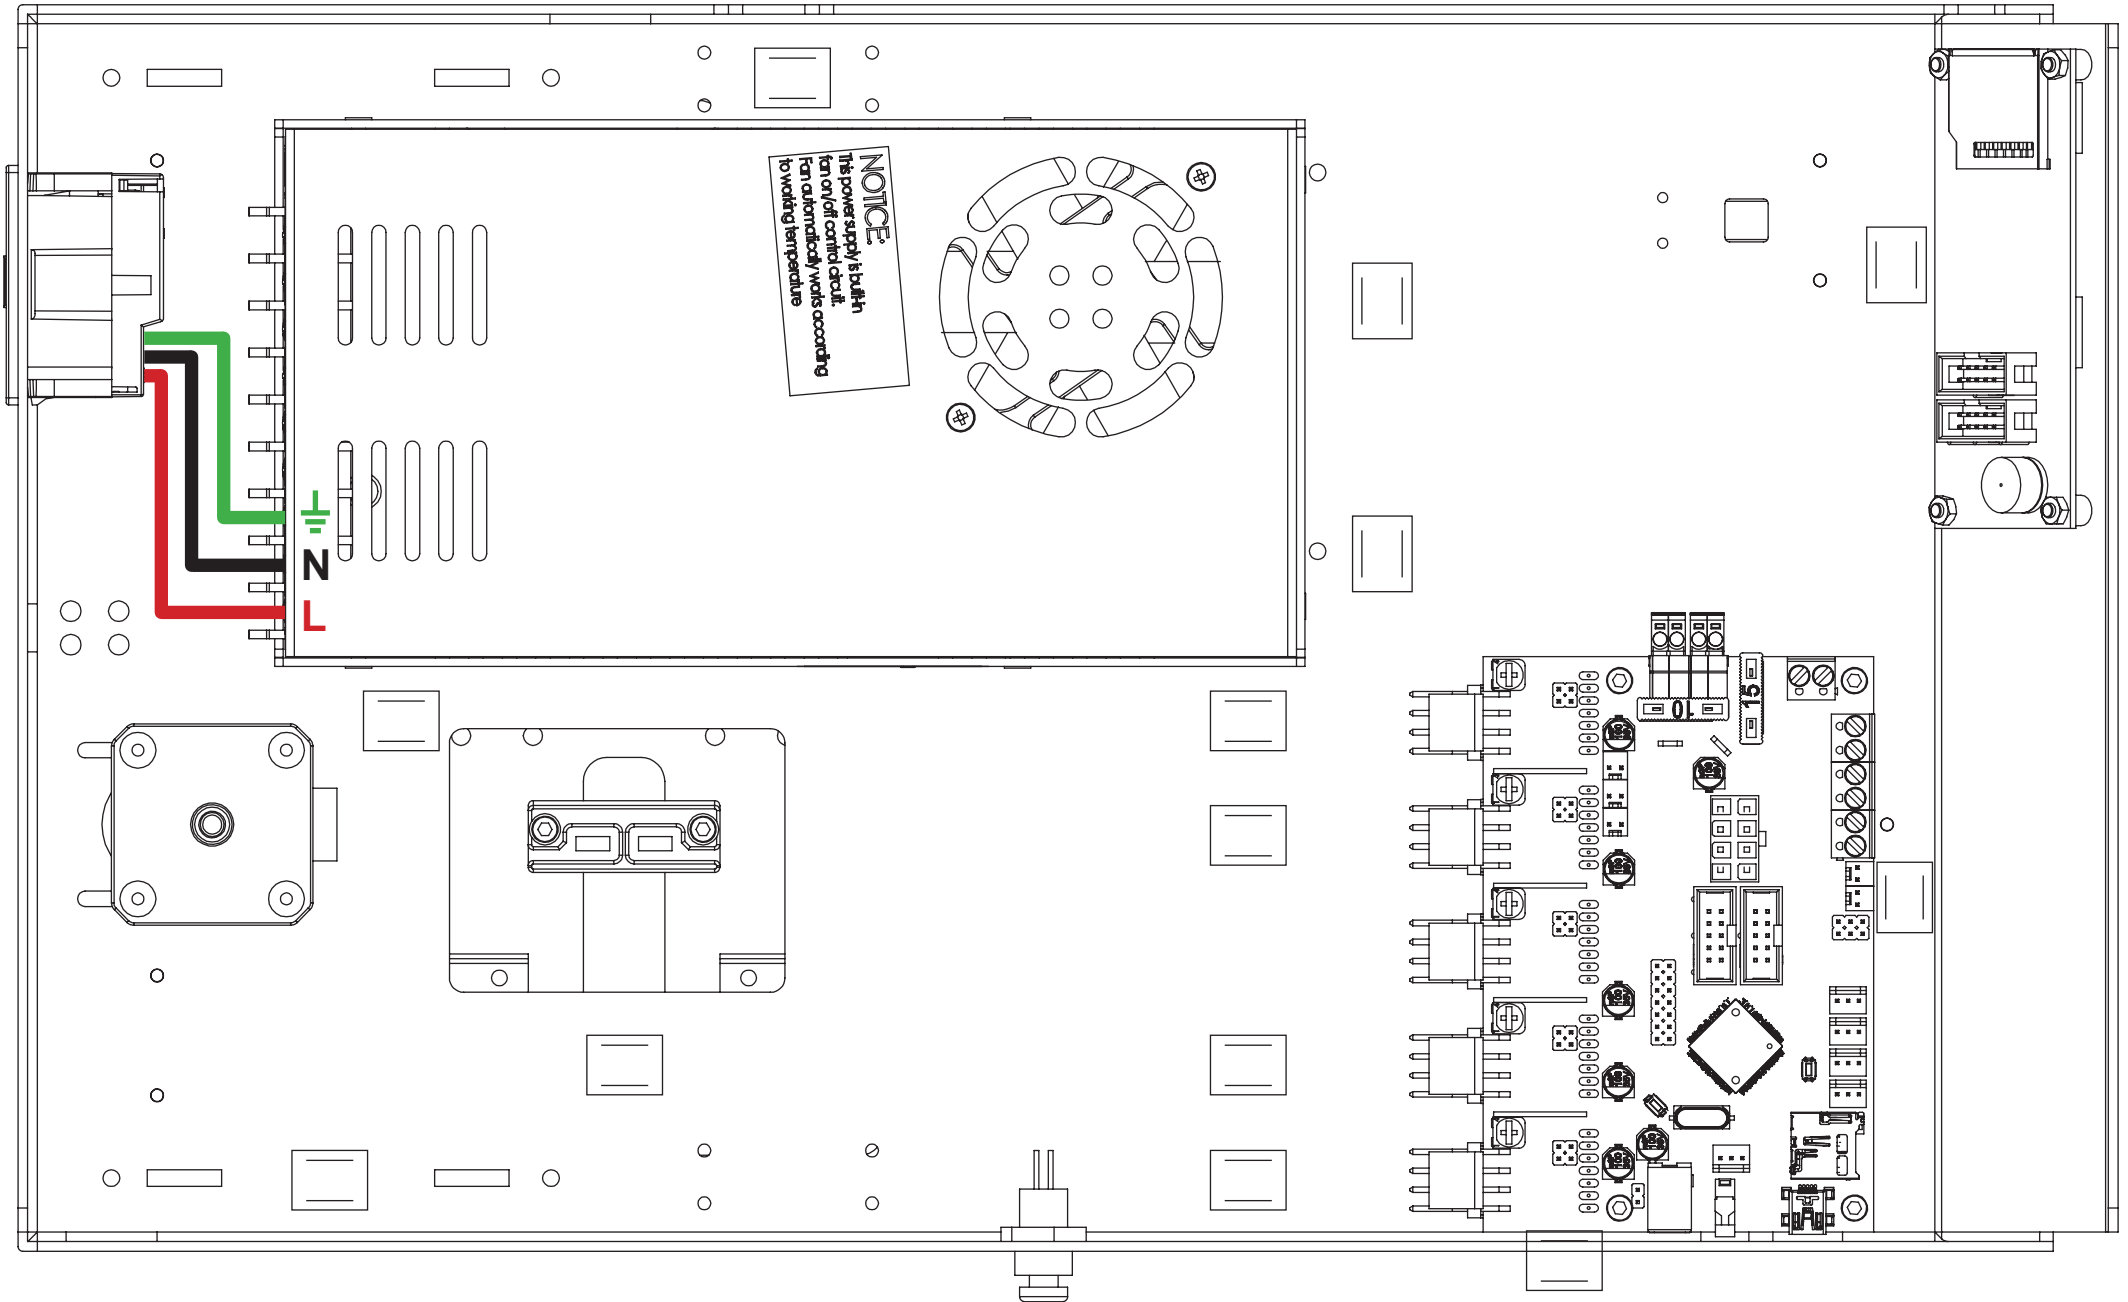 NOTICE:
This power supply is built-in
fan on/off control circuit.
Fan automatically works according
to working temperature
N
L
10
15